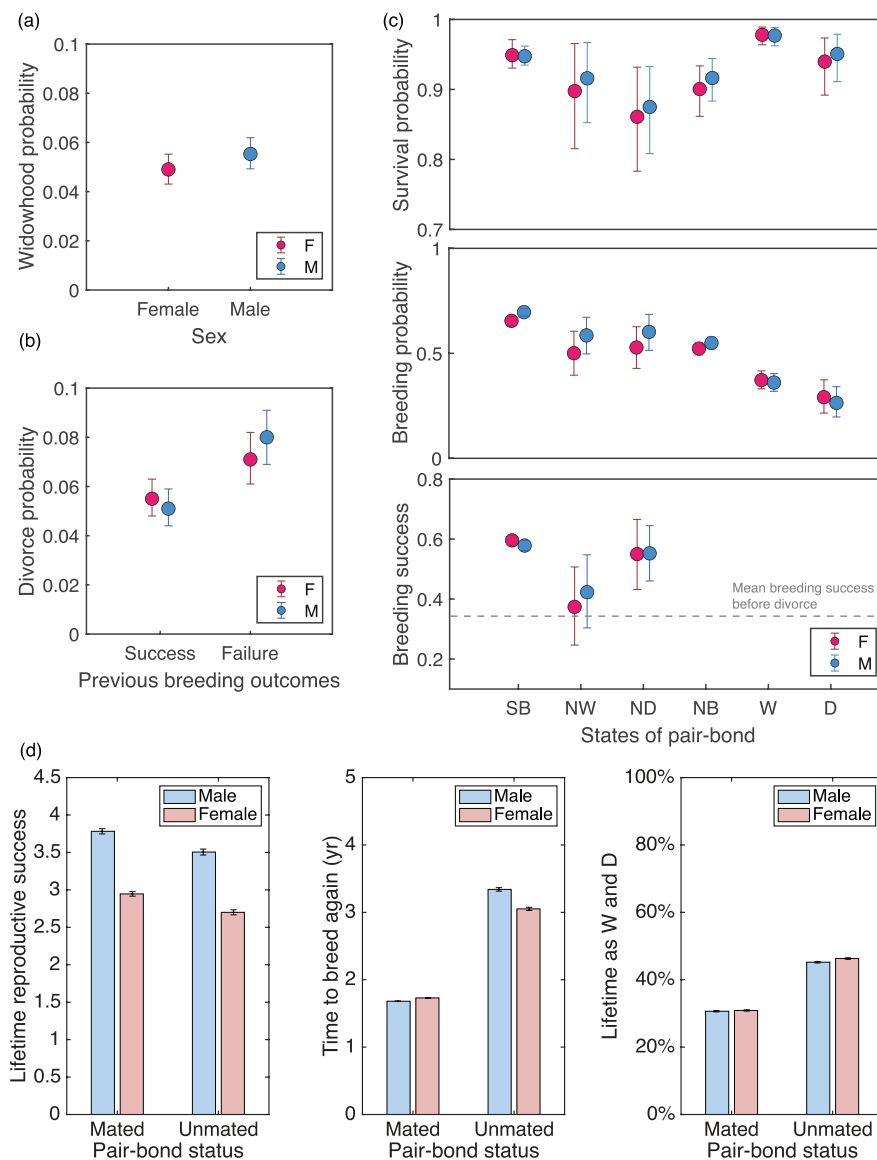 (a)
0.1
0.08
0.06
0.04
0.02
0
Widowhood probability
Female
Male
Sex
F
M
(b)
0.1
0.08
0.06
0.04
0.02
0
Divorce probability
Success
Failure
Previous breeding outcomes
F
M
(c)
1
0.9
0.8
0.7
Survival probability
1
0.5
0
Breeding probability
0.8
0.6
0.4
0.2
Breeding success
Mean breeding success
before divorce
F
M
SB
NW
ND
NB
W
D
States of pair-bond
(d)
4.5
4
3.5
3
2.5
2
1.5
1
0.5
0
Lifetime reproductive success
Male
Female
Mated
Unmated
Pair-bond status
5
4
3
2
1
0
Time to breed again (yr)
Male
Female
Mated
Unmated
Pair-bond status
100%
80%
60%
40%
20%
0%
Lifetime as W and D
Male
Female
Mated
Unmated
Pair-bond status